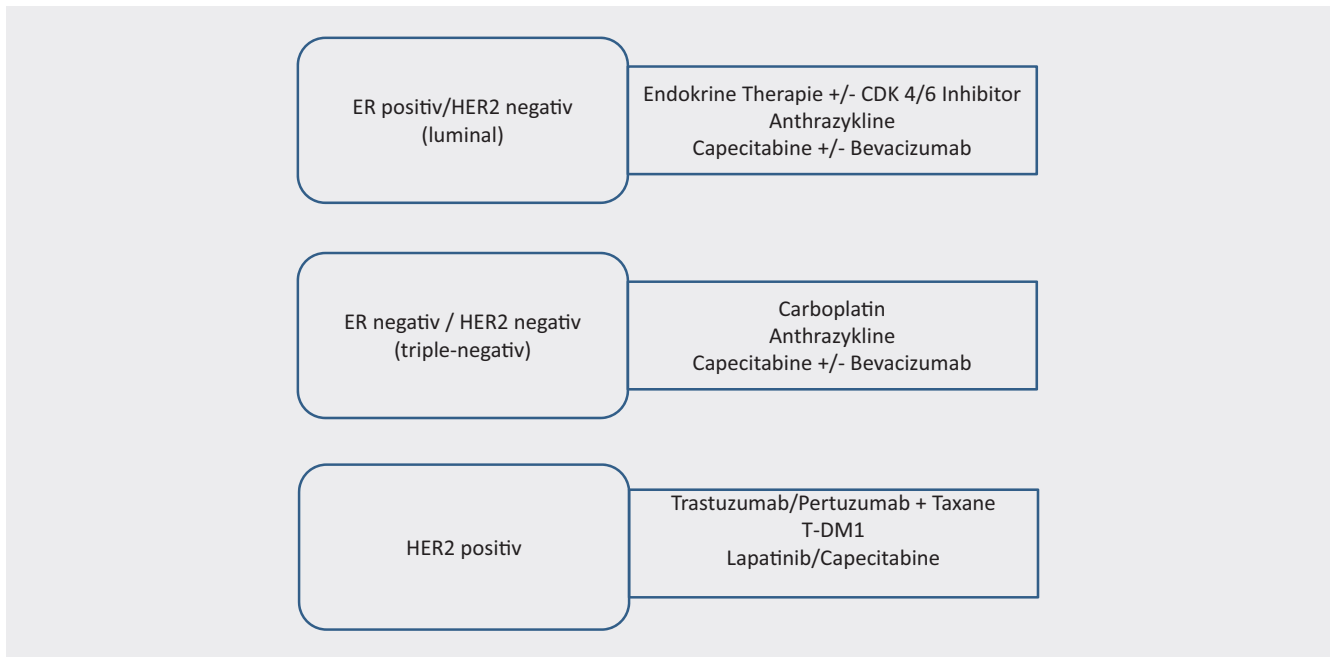 ER positiv/HER2 negativ
(luminal)
Endokrine Therapie +/- CDK 4/6 Inhibitor
Anthrazykline
Capecitabine +/- Bevacizumab
ER negativ / HER2 negativ
(triple-negativ)
Carboplatin
Anthrazykline
Capecitabine +/- Bevacizumab
HER2 positiv
Trastuzumab/Pertuzumab + Taxane
T-DM1
Lapatinib/Capecitabine